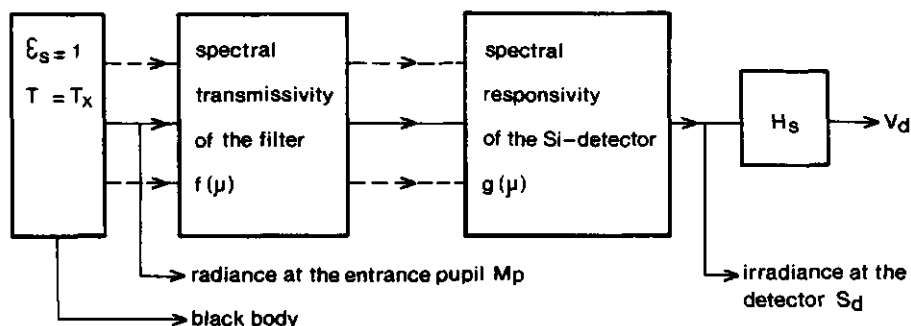 Ɛs = 1
T = Tx
spectral
transmissivity
of the filter
f(μ)
spectral
responsivity
of the Si-detector
g(μ)
Hs
Vd
radiance at the entrance pupil Mp
black body
irradiance at the
detector Sd